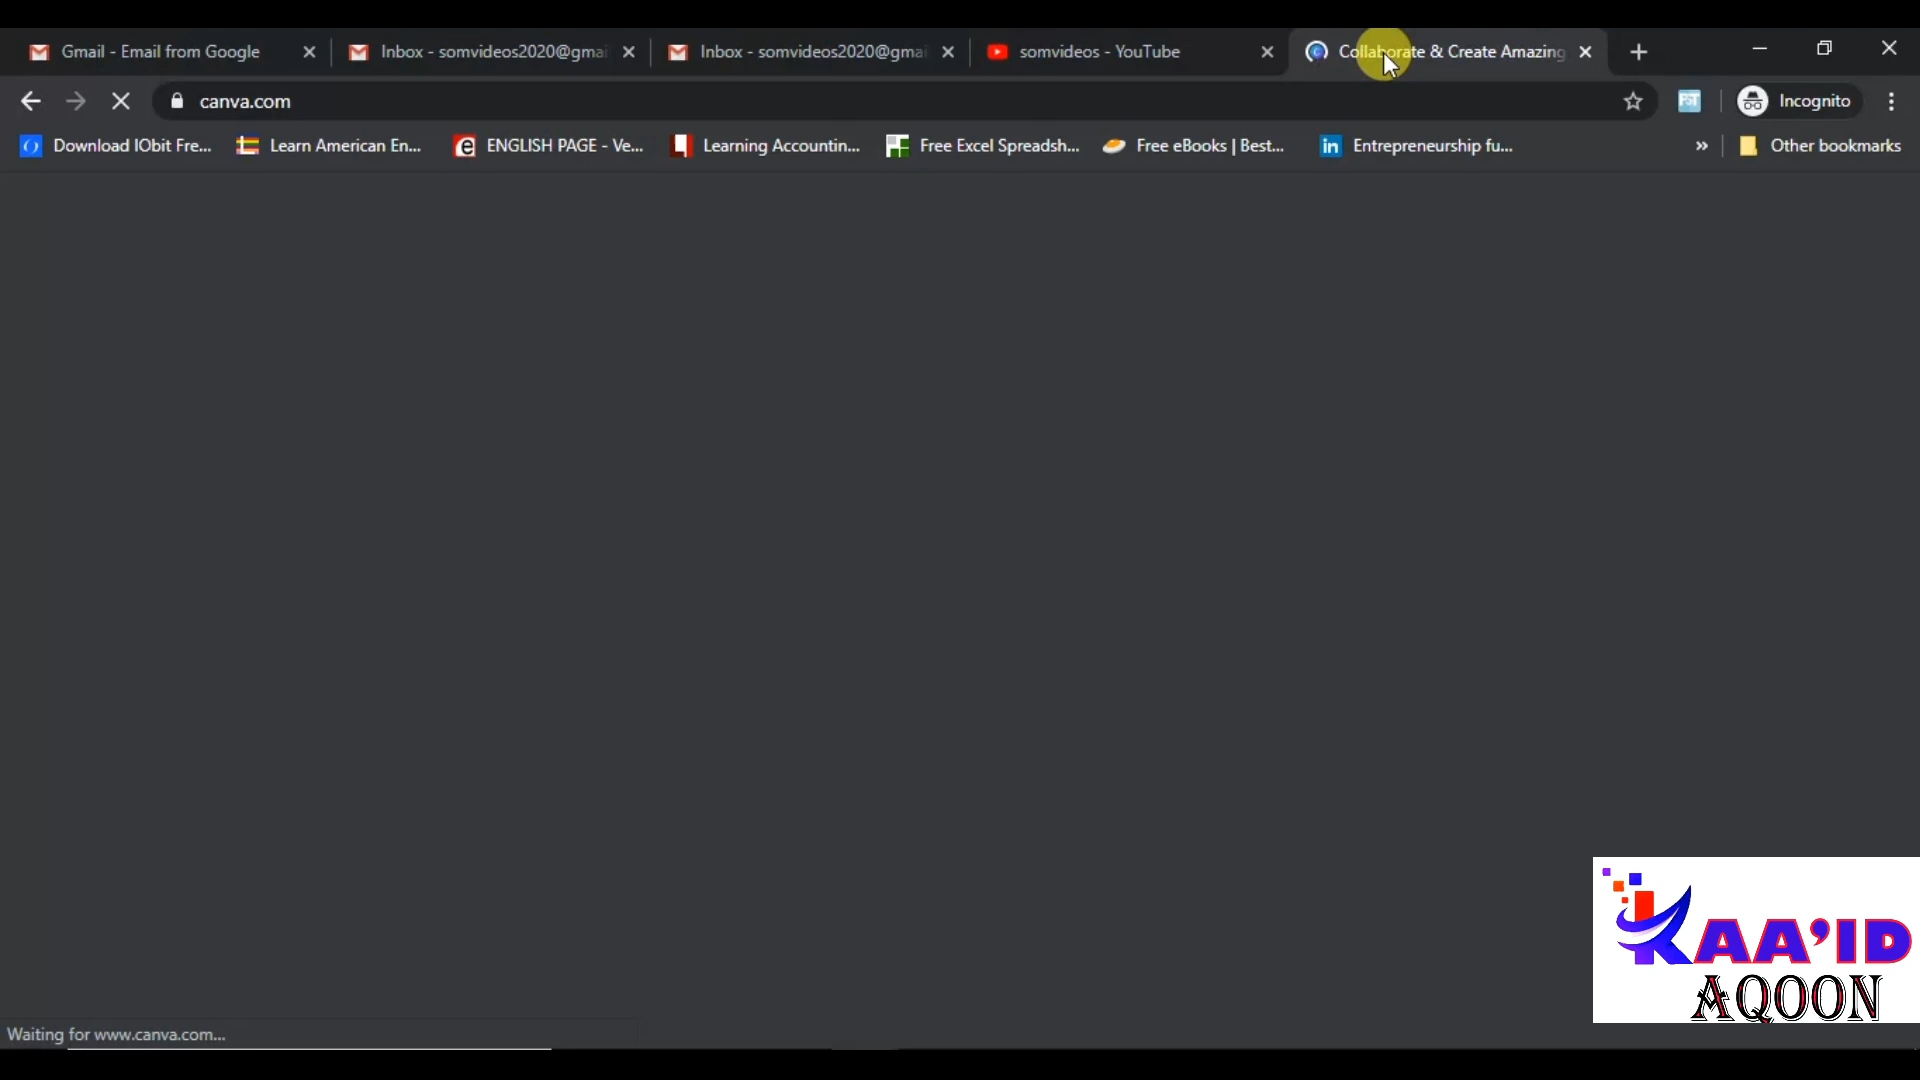 Gmail - Email from Google
Inbox - somvideos2020@gmai
Inbox - somvideos2020@gmai
somvideos - YouTube
Collaborate & Create Amazing
canva.com
Incognito
Download IObit Fre...
Learn American En...
ENGLISH PAGE - Ve...
Learning Accountin...
Free Excel Spreadsh...
Free eBooks | Best...
Entrepreneurship fu...
Other bookmarks
KAA'ID
AQOON
Waiting for www.canva.com...